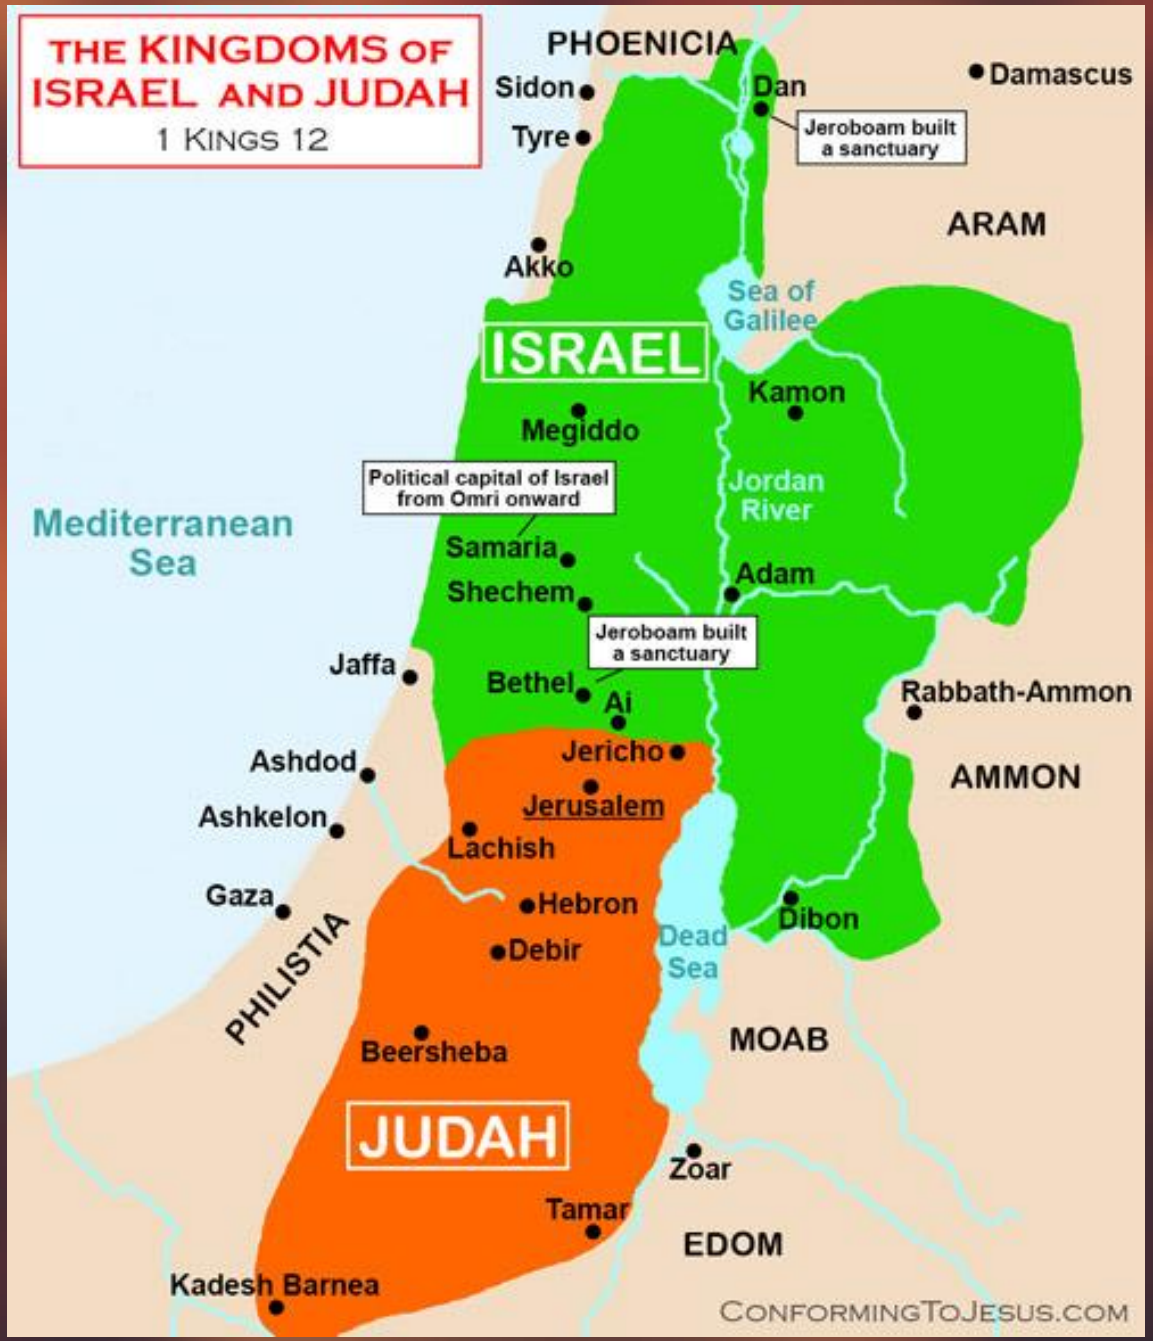 THE KINGDOMS OF
ISRAEL AND JUDAH
1 KINGS 12
PHOENICIA
Sidon
Dan
Damascus
Tyre
Jeroboam built
a sanctuary
ARAM
Akko
Sea of
Galilee
ISRAEL
Kamon
Megiddo
Political capital of Israel
from Omri onward
Jordan
River
Mediterranean
Sea
Samaria
Adam
Shechem
Jeroboam built
a sanctuary
Jaffa
Bethel
Ai
Rabbath-Ammon
Jericho
Ashdod
AMMON
Jerusalem
Ashkelon
Lachish
Gaza
Hebron
Dibon
PHILISTIA
Debir
Dead
Sea
Beersheba
MOAB
JUDAH
Zoar
Tamar
EDOM
Kadesh Barnea
CONFORMINGTOJESUS.COM